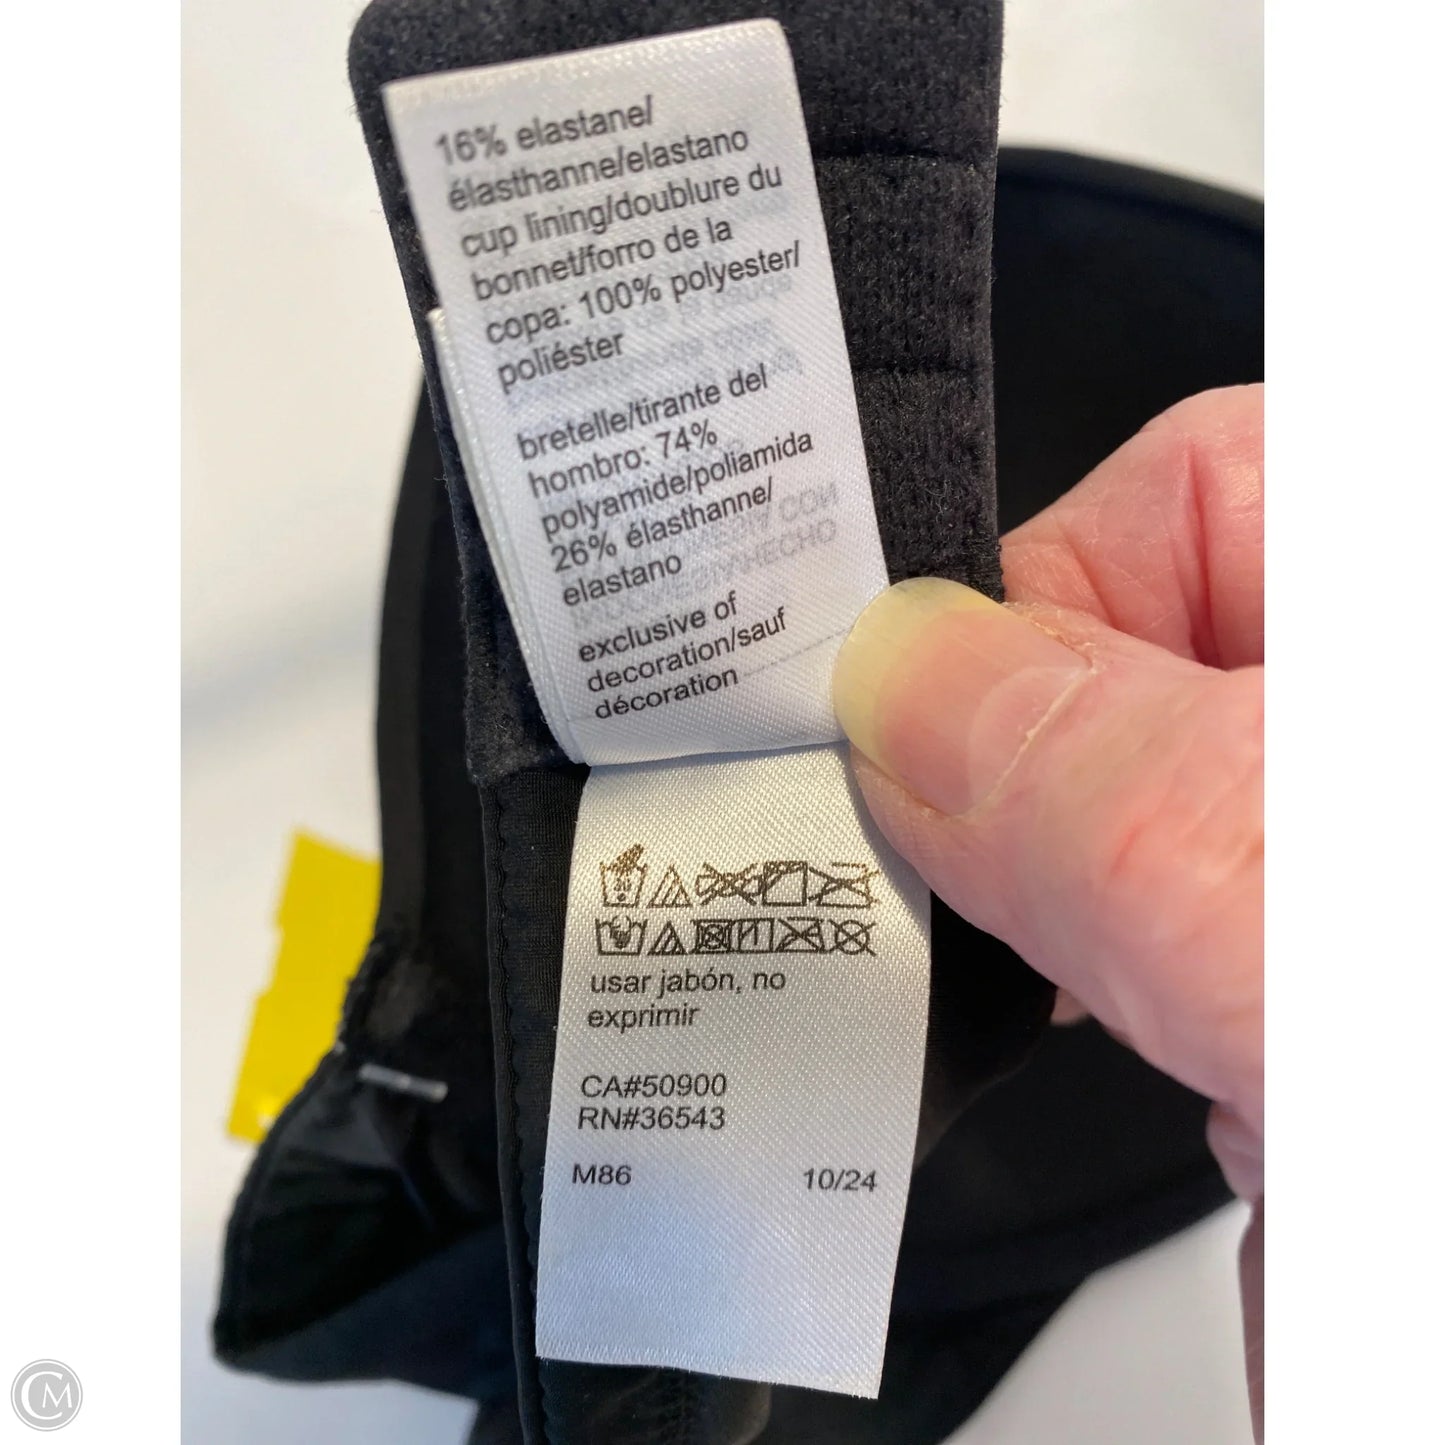 16% elastane/
élasthanne/elastano
cup lining/doublure du
bonnet/forro de la
copa: 100% polyester/
poliéster
bretelle/tirante del
hombro: 74%
polyamide/poliamida
26% élasthanne/
elastano
exclusive of
decoration/sauf
décoration
30
usar jabón, no
exprimir
CA#50900
RN#36543
M86 10/24
CM